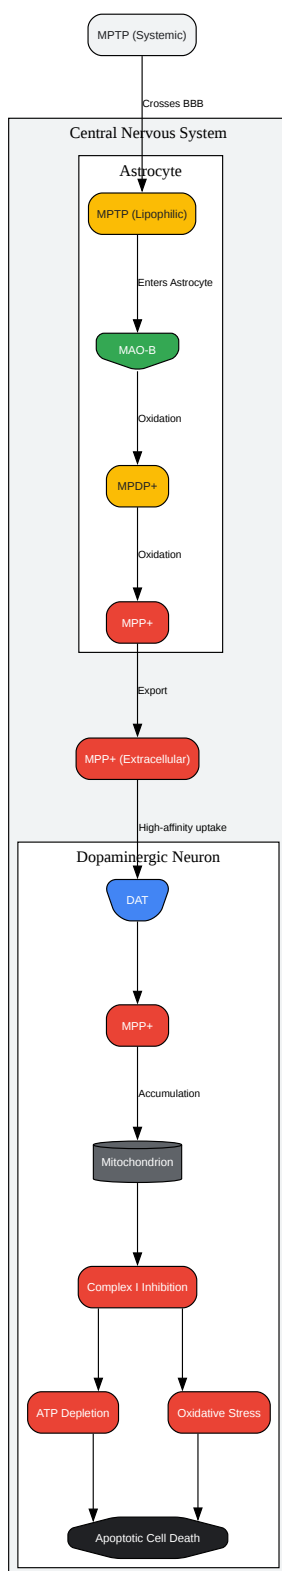 MPTP (Systemic)
Crosses BBB
Central Nervous System
Astrocyte
MPTP (Lipophilic)
Enters Astrocyte
MAO-B
Oxidation
MPDP+
Oxidation
MPP+
Export
MPP+ (Extracellular)
High-affinity uptake
Dopaminergic Neuron
DAT
MPP+
Accumulation
Mitochondrion
Complex I Inhibition
ATP Depletion
Oxidative Stress
Apoptotic Cell Death